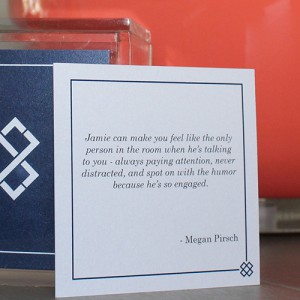 Jamie can make you feel like the only
person in the room when he's talking
to you - always paying attention, never
distracted, and spot on with the humor
because he's so engaged.
- Megan Pirsch